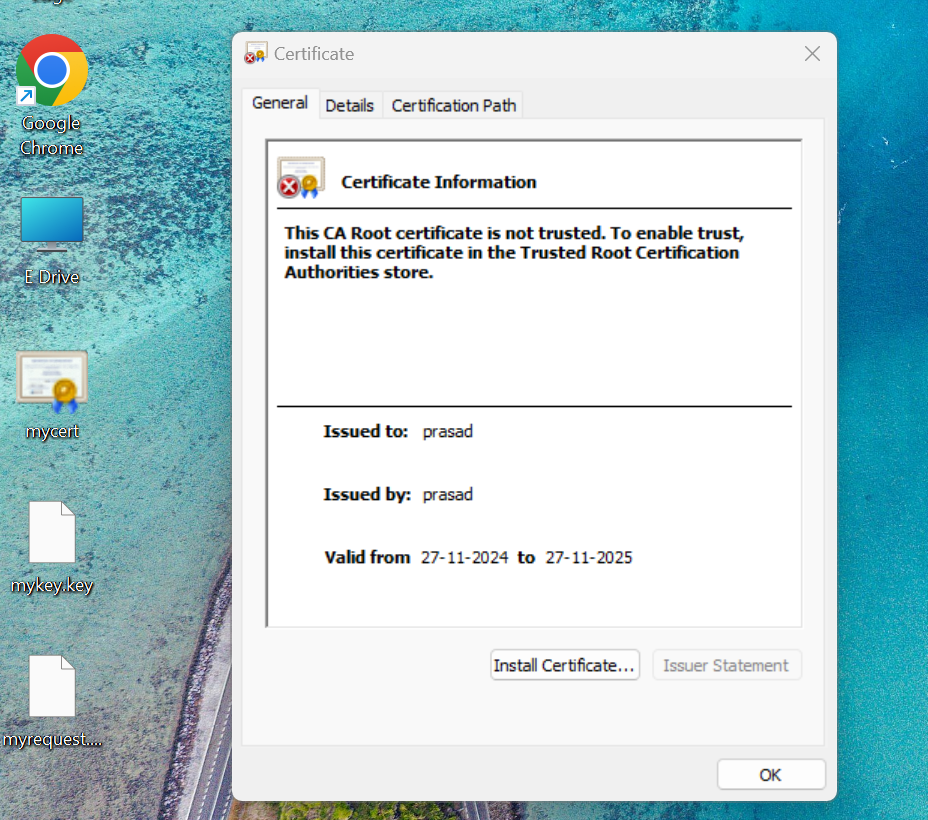 Google
Chrome
E Drive
mycert
mykey.key
myrequest....
Certificate
General
Details
Certification Path
Certificate Information
This CA Root certificate is not trusted. To enable trust,
install this certificate in the Trusted Root Certification
Authorities store.
Issued to: prasad
Issued by: prasad
Valid from 27-11-2024 to 27-11-2025
Install Certificate...
Issuer Statement
OK